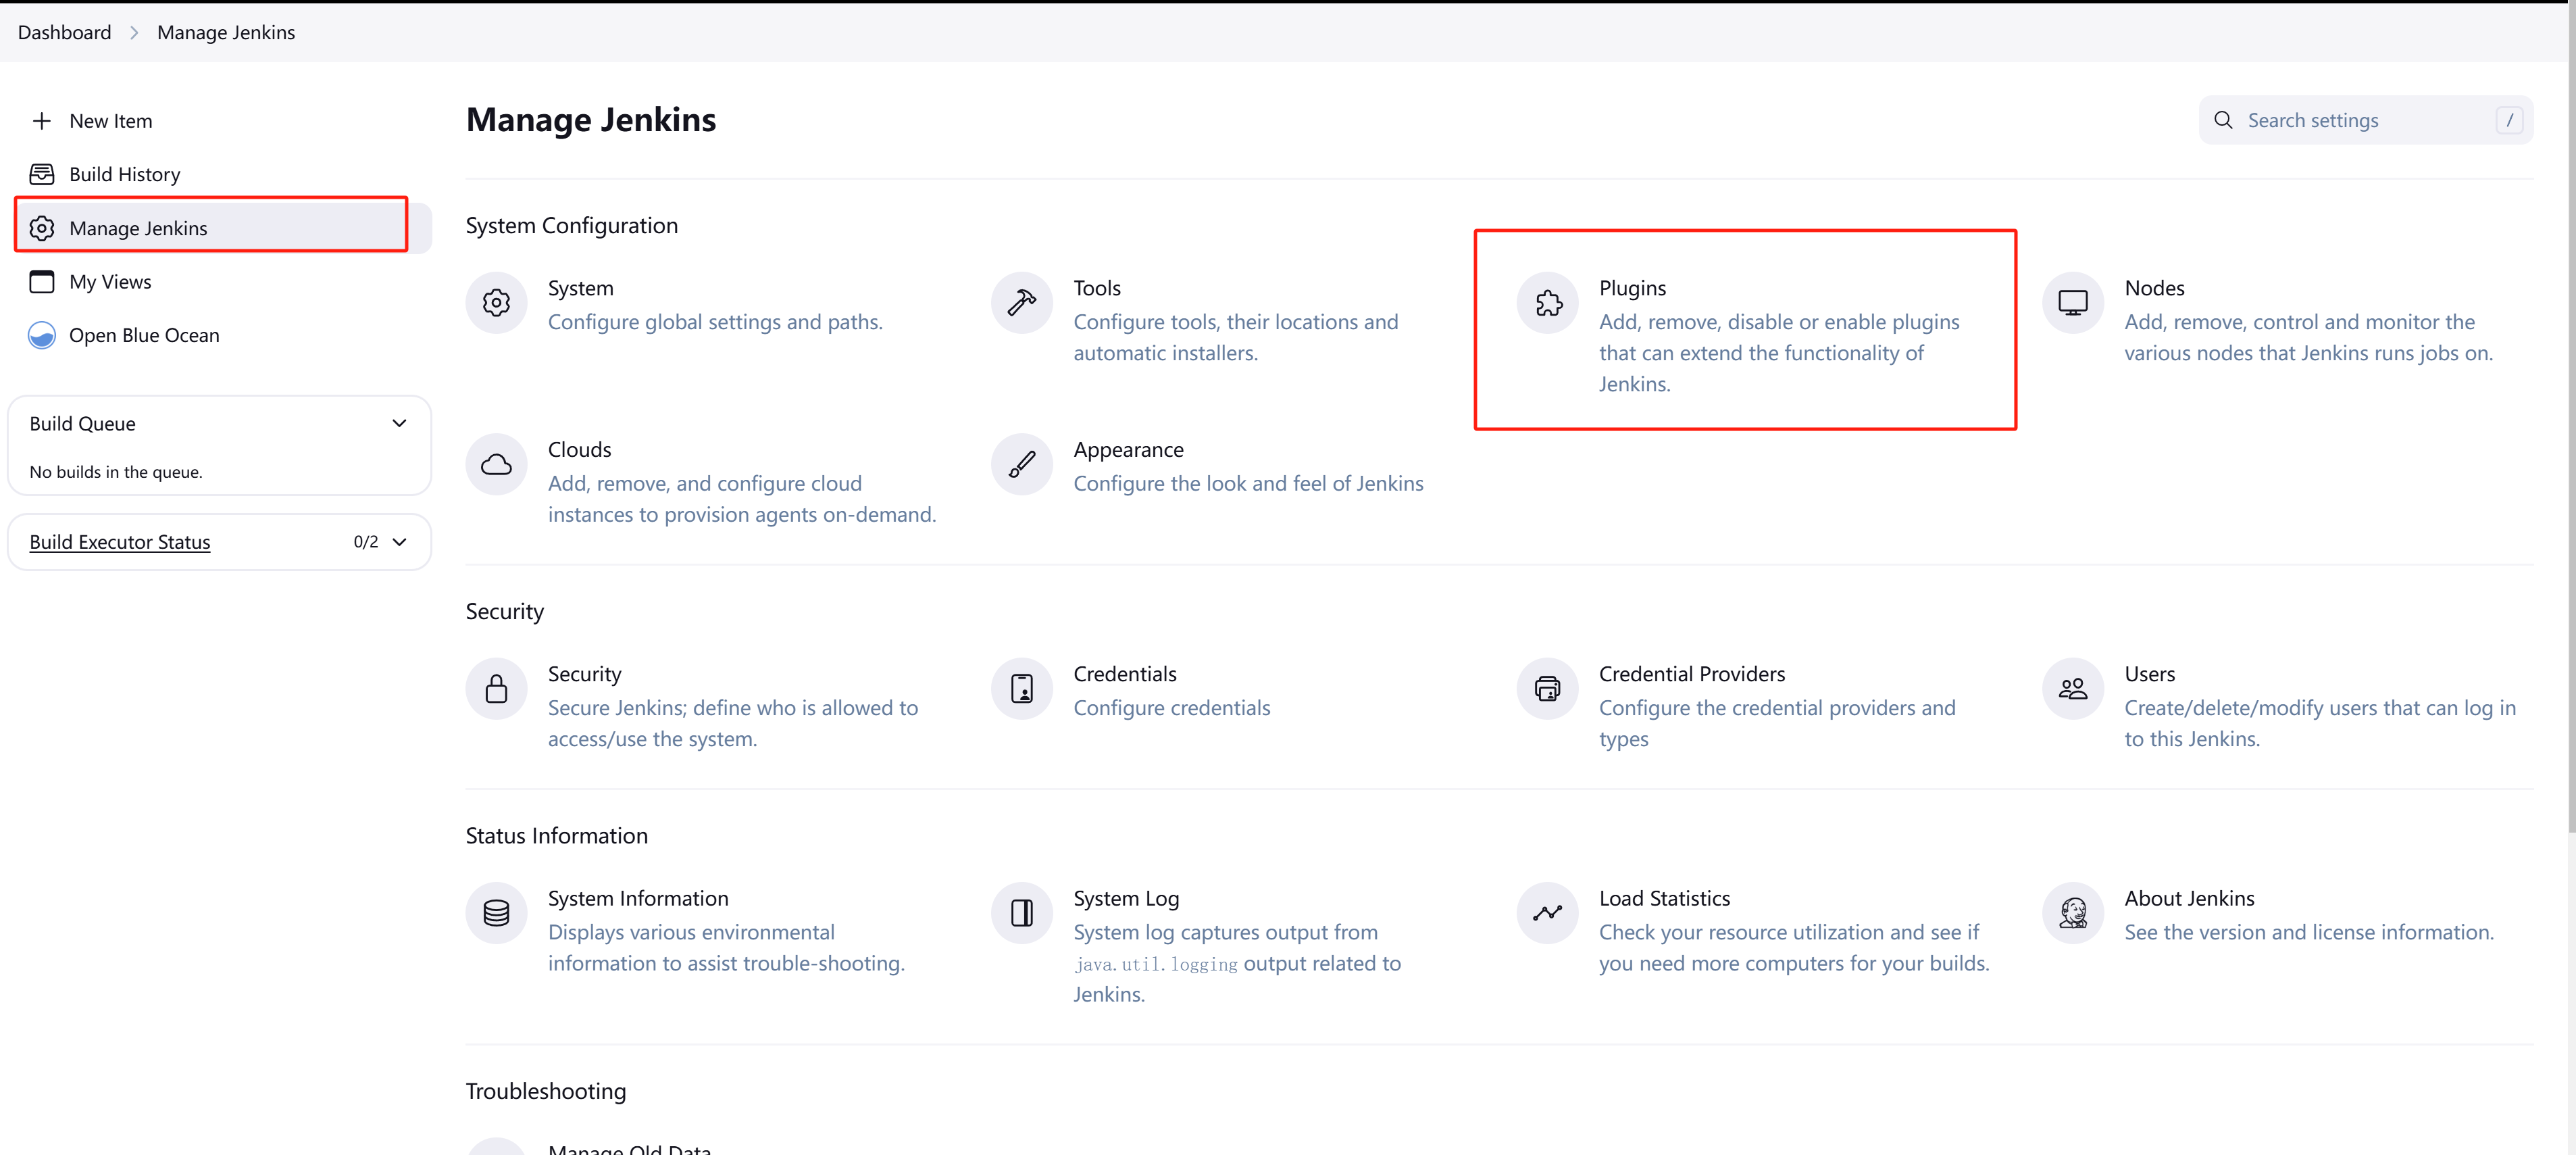 Dashboard
Manage Jenkins
New Item
Build History
Manage Jenkins
My Views
Open Blue Ocean
Build Queue
No builds in the queue.
Build Executor Status
0/2
Manage Jenkins
Search settings
/
System Configuration
System
Configure global settings and paths.
Tools
Configure tools, their locations and
automatic installers.
Plugins
Add, remove, disable or enable plugins
that can extend the functionality of
Jenkins.
Nodes
Add, remove, control and monitor the
various nodes that Jenkins runs jobs on.
Clouds
Add, remove, and configure cloud
instances to provision agents on-demand.
Appearance
Configure the look and feel of Jenkins
Security
Security
Secure Jenkins; define who is allowed to
access/use the system.
Credentials
Configure credentials
Credential Providers
Configure the credential providers and
types
Users
Create/delete/modify users that can log in
to this Jenkins.
Status Information
System Information
Displays various environmental
information to assist trouble-shooting.
System Log
System log captures output from
java.util.logging output related to
Jenkins.
Load Statistics
Check your resource utilization and see if
you need more computers for your builds.
About Jenkins
See the version and license information.
Troubleshooting
Manage Old Data